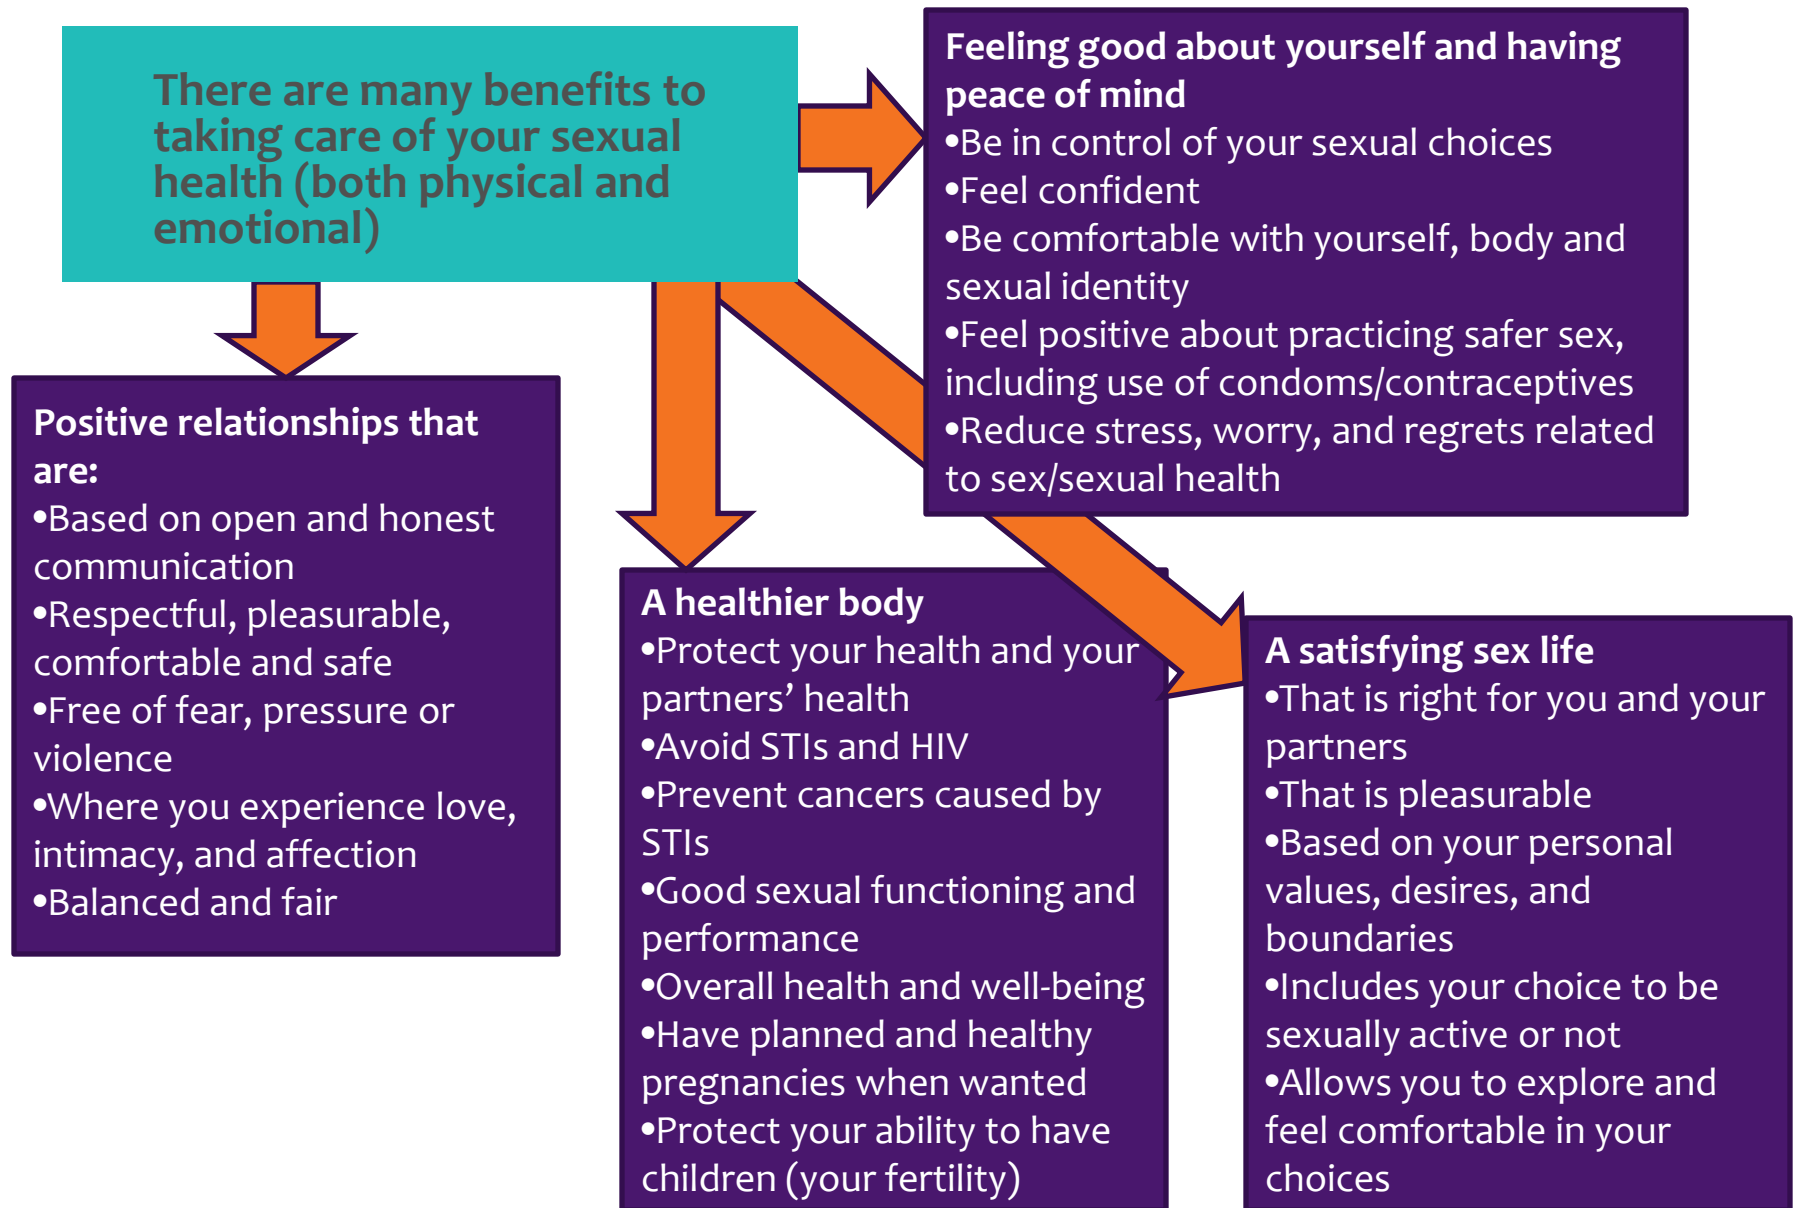 There are many benefits to
taking care of your sexual
health (both physical and
emotional)
Feeling good about yourself and having
peace of mind
•Be in control of your sexual choices
•Feel confident
•Be comfortable with yourself, body and
sexual identity
•Feel positive about practicing safer sex,
including use of condoms/contraceptives
•Reduce stress, worry, and regrets related
to sex/sexual health
Positive relationships that
are:
•Based on open and honest
communication
•Respectful, pleasurable,
comfortable and safe
•Free of fear, pressure or
violence
•Where you experience love,
intimacy, and affection
•Balanced and fair
A healthier body
•Protect your health and your
partners’ health
•Avoid STIs and HIV
•Prevent cancers caused by
STIs
•Good sexual functioning and
performance
•Overall health and well-being
•Have planned and healthy
pregnancies when wanted
•Protect your ability to have
children (your fertility)
A satisfying sex life
•That is right for you and your
partners
•That is pleasurable
•Based on your personal
values, desires, and
boundaries
•Includes your choice to be
sexually active or not
•Allows you to explore and
feel comfortable in your
choices